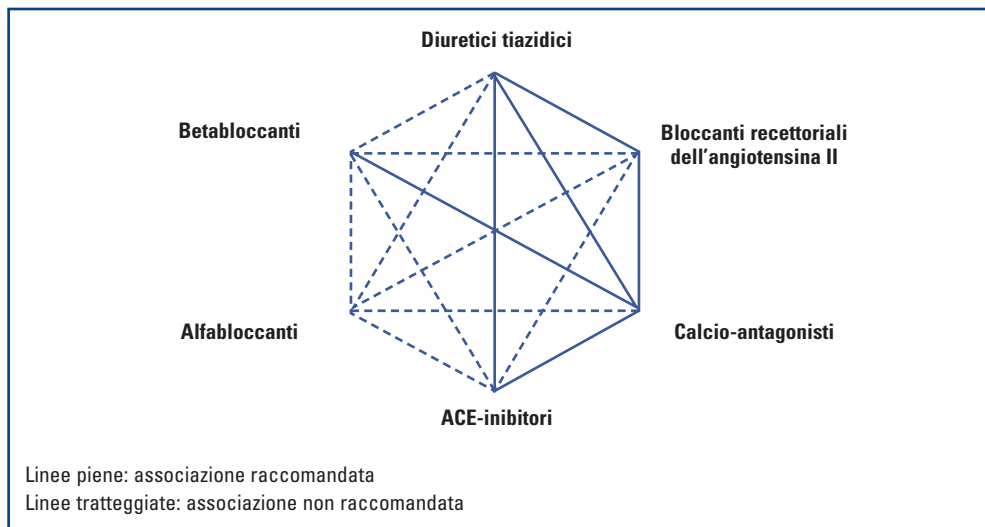 Diuretici tiazidici
Betabloccanti
Bloccanti recettoriali
dell'angiotensina II
Alfabloccanti
Calcio-antagonisti
ACE-inibitori
Linee piene: associazione raccomandata
Linee tratteggiate: associazione non raccomandata